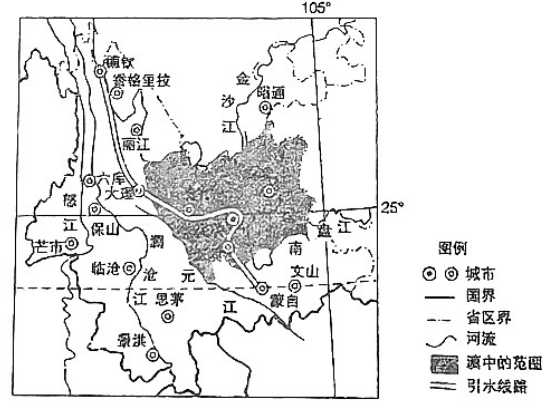 105°
德钦
香格里拉
金
沙
江
昭通
丽江
六库
大理
怒
江
保山
25°
芒市
澜
沧
江
临沧
元
江
南
盘
江
文山
蒙自
思茅
景洪
图例
城市
国界
省区界
河流
滇中的范围
引水线路